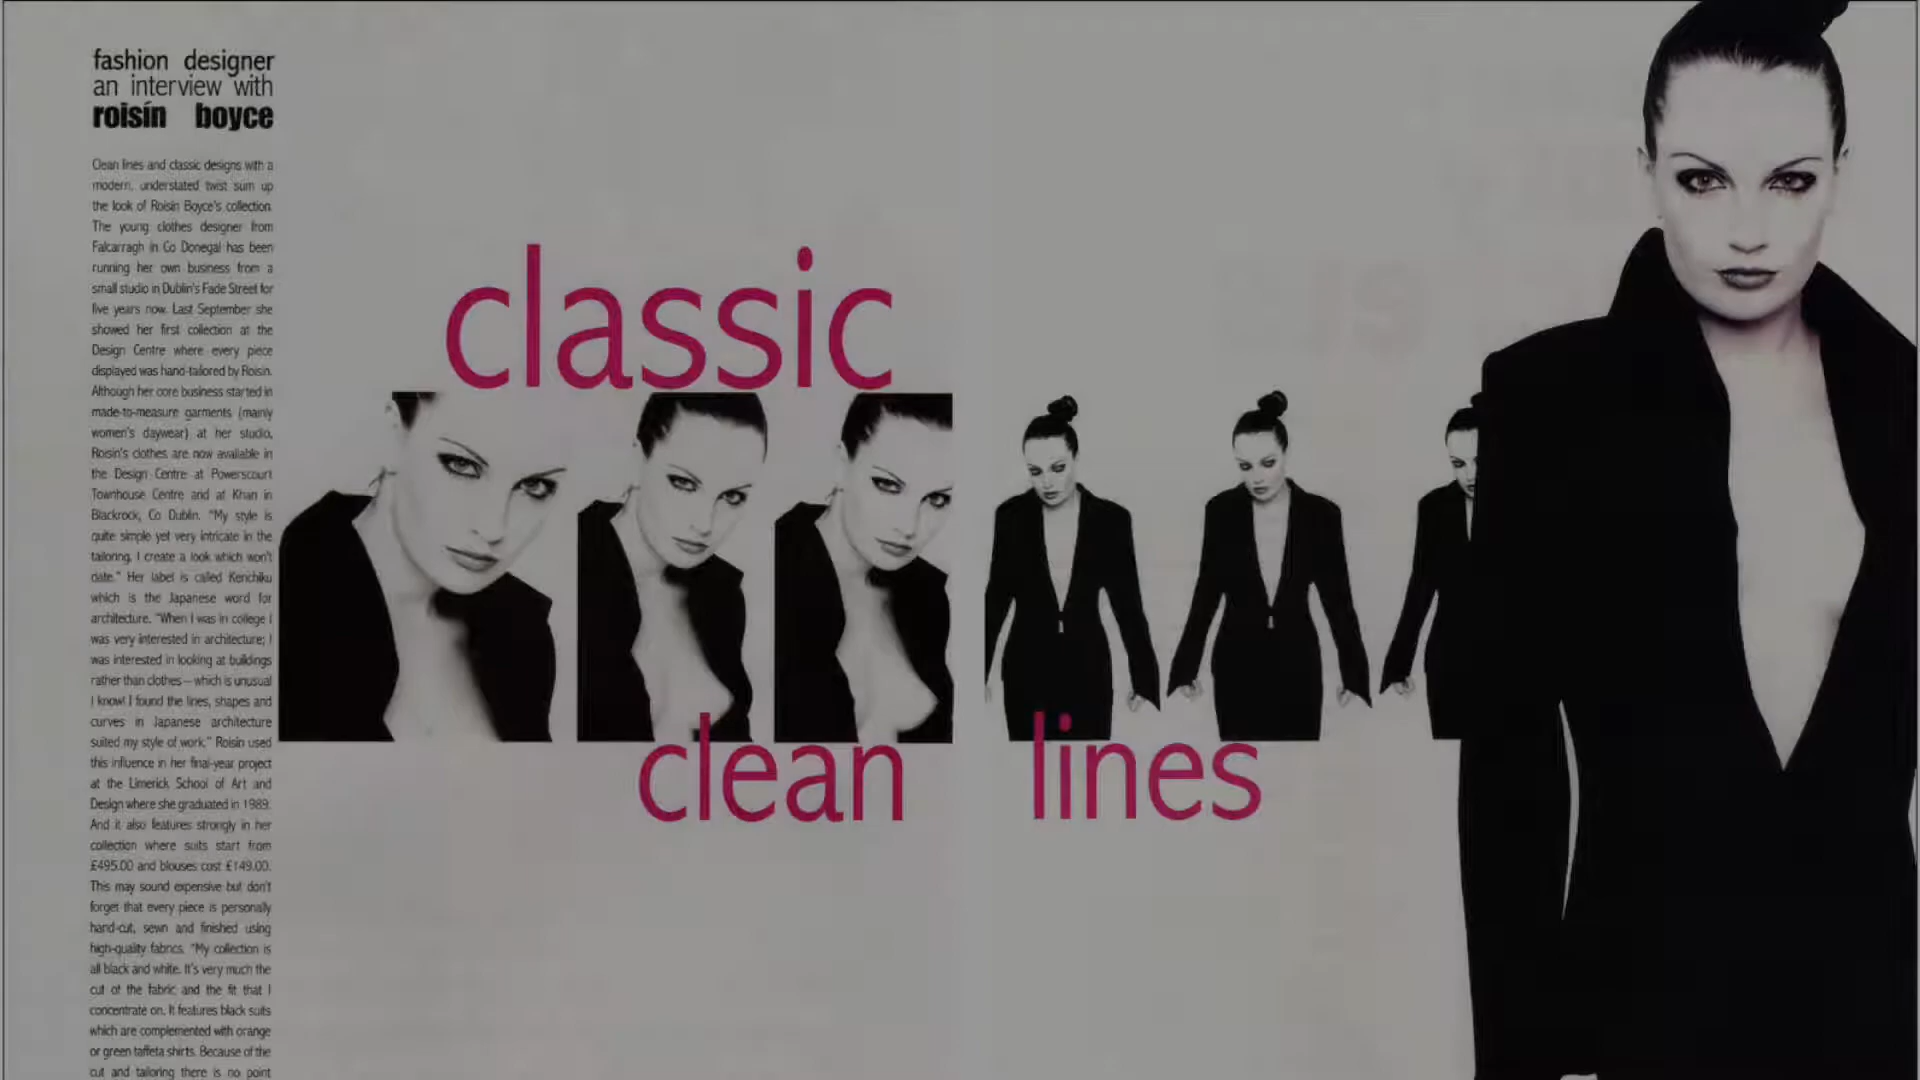 fashion designer
an interview with
roisín boyce
Clean lines and classic designs with a
modern, understated twist sum up
the look of Roisin Boyce's collection.
The young clothes designer from
Falcarragh in Co Donegal has been
running her own business from a
small studio in Dublin's Fade Street for
five years now. Last September she
showed her first collection at the
Design Centre where every piece
displayed was hand-tailored by Roisin.
Although her core business started in
made-to-measure garments (mainly
women's daywear) at her studio,
Roisin's clothes are now available in
the Design Centre at Powerscourt
Townhouse Centre and at Khan in
Blackrock, Co Dublin. "My style is
quite simple yet very intricate in the
tailoring. I create a look which won't
date." Her label is called Kenchiku
which is the Japanese word for
architecture. "When I was in college I
was very interested in architecture; I
was interested in looking at buildings
rather than clothes – which is unusual
I know! I found the lines, shapes and
curves in Japanese architecture
suited my style of work." Roisin used
this influence in her final-year project
at the Limerick School of Art and
Design where she graduated in 1989.
And it also features strongly in her
collection where suits start from
£495.00 and blouses cost £149.00.
This may sound expensive but don't
forget that every piece is personally
hand-cut, sewn and finished using
high-quality fabrics. "My collection is
all black and white. It's very much the
cut of the fabric and the fit that I
concentrate on. It features black suits
which are complemented with orange
or green taffeta shirts. Because of the
cut and tailoring there is no point
classic
clean lines